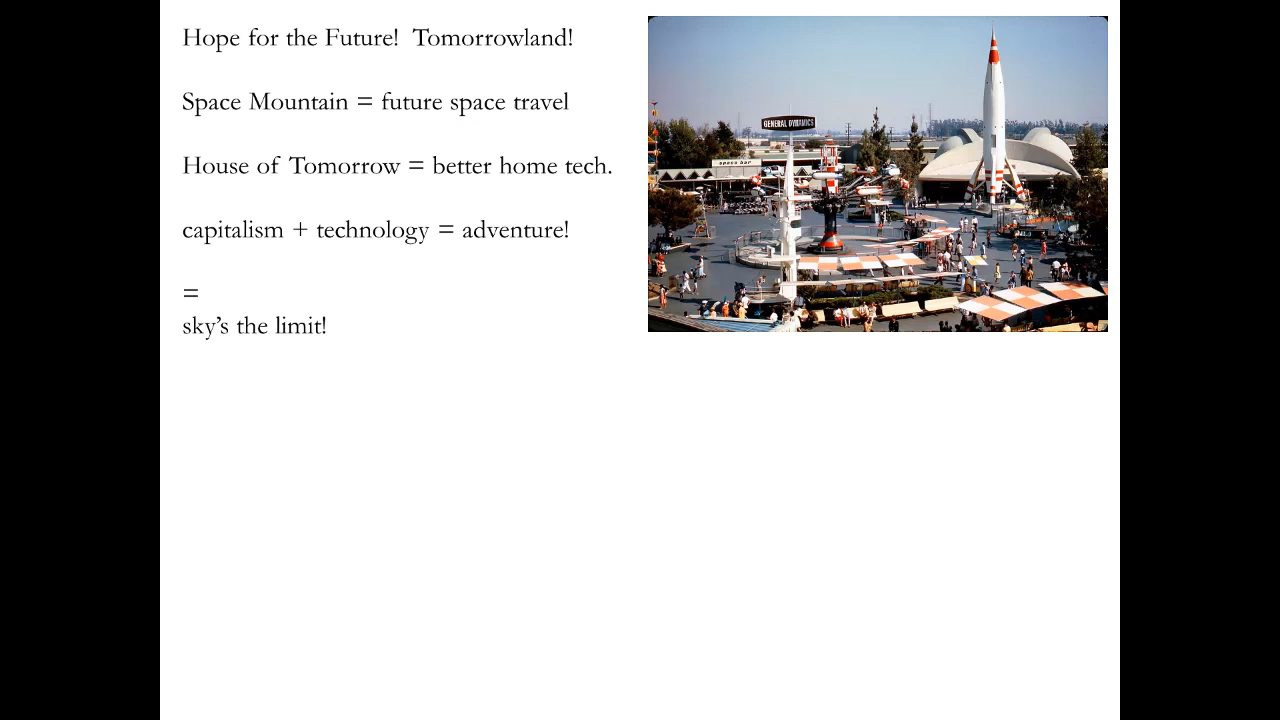 Hope for the Future!  Tomorrowland!
Space Mountain = future space travel
House of Tomorrow = better home tech.
capitalism + technology = adventure!
=
sky’s the limit!
GENERAL DYNAMICS
space bar